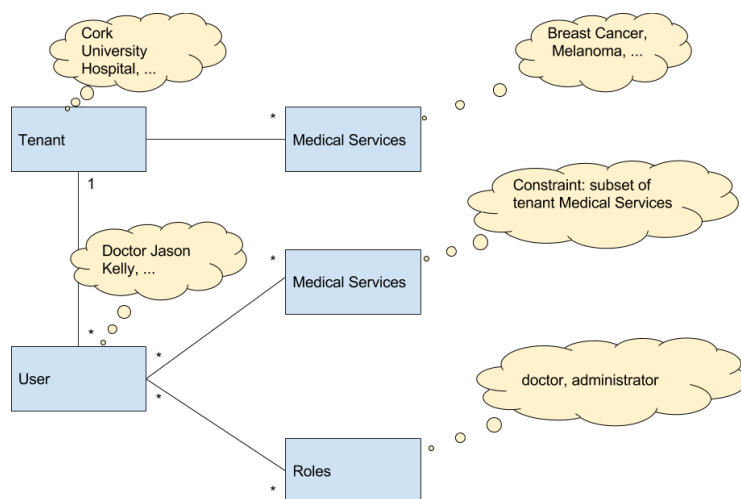 Cork
University
Hospital, ...
Breast Cancer,
Melanoma, ...
Tenant
*
Medical Services
1
Constraint: subset of
tenant Medical Services
Doctor Jason
Kelly, ...
*
Medical Services
*
*
User
*
doctor, administrator
Roles
*